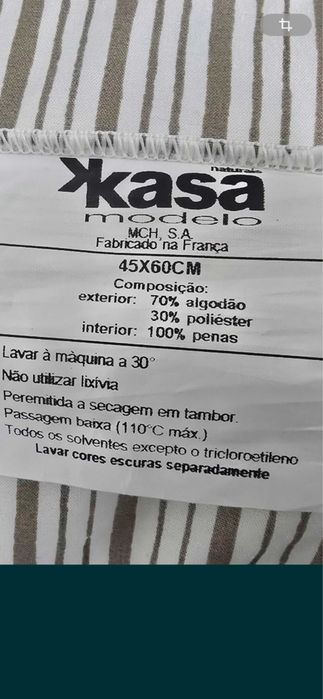 naturals
kasa
modelo
MCH, S.A.
Fabricado na França
45X60CM
Composição:
exterior: 70% algodão
30% poliéster
interior: 100% penas
Lavar à màquina a 30°
Não utilizar lixívia
Peremitida a secagem em tambor.
Passagem baixa (110°C máx.)
Todos os solventes excepto o tricloroetileno
Lavar cores escuras separadamente